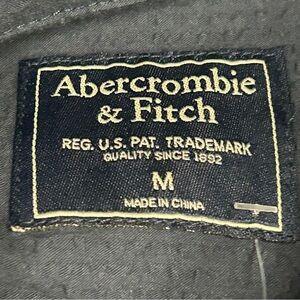 Abercrombie
& Fitch
REG. U.S. PAT. TRADEMARK
QUALITY SINCE 1892
M
MADE IN CHINA